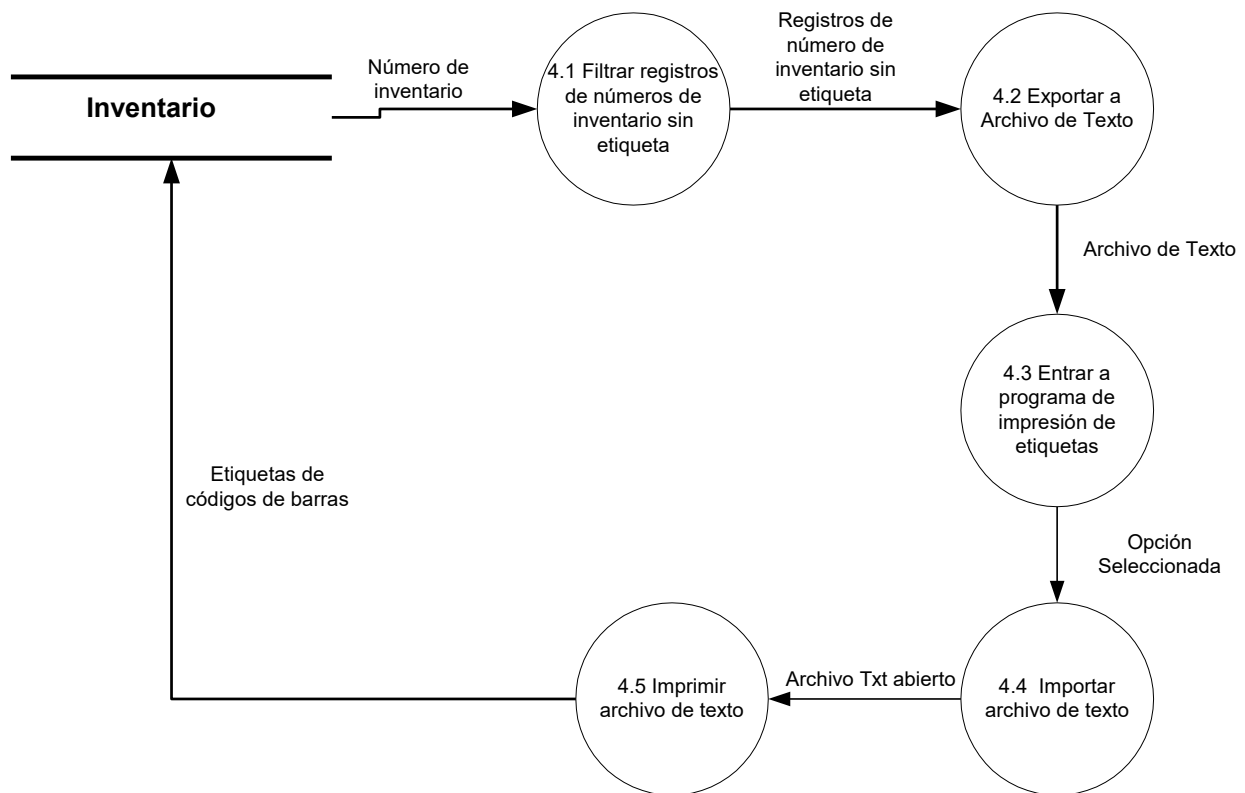 Inventario
Número de
inventario
4.1 Filtrar registros
de números de
inventario sin
etiqueta
Registros de
número de
inventario sin
etiqueta
4.2 Exportar a
Archivo de Texto
Archivo de Texto
4.3 Entrar a
programa de
impresión de
etiquetas
Opción
Seleccionada
4.4 Importar
archivo de texto
Archivo Txt abierto
4.5 Imprimir
archivo de texto
Etiquetas de
códigos de barras